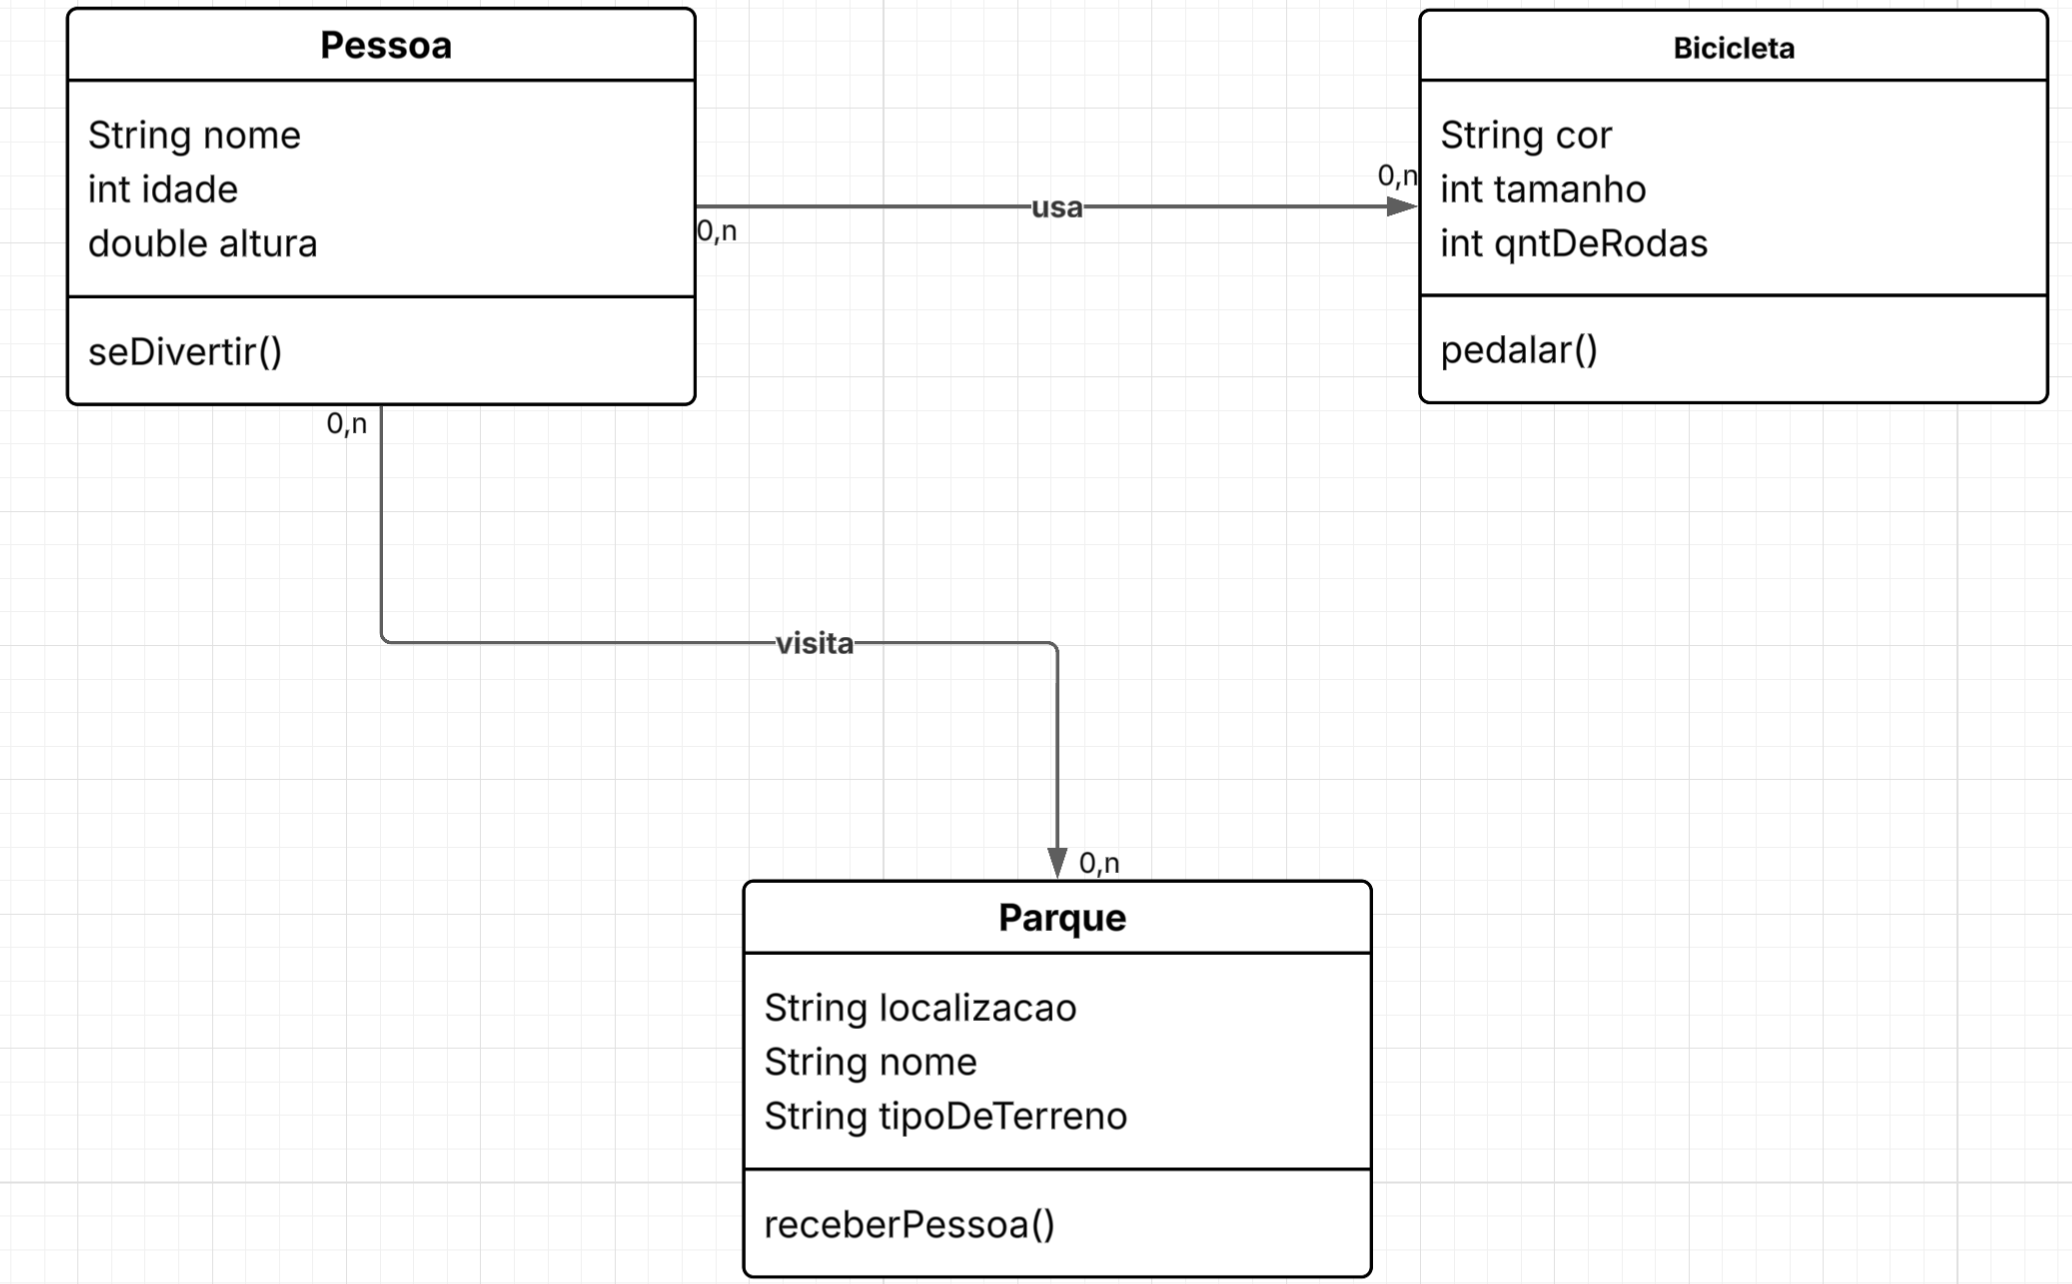 Pessoa
String nome
int idade
double altura
seDivertir()
0,n
usa
0,n
Bicicleta
String cor
int tamanho
int qntDeRodas
pedalar()
0,n
visita
0,n
Parque
String localizacao
String nome
String tipoDeTerreno
receberPessoa()